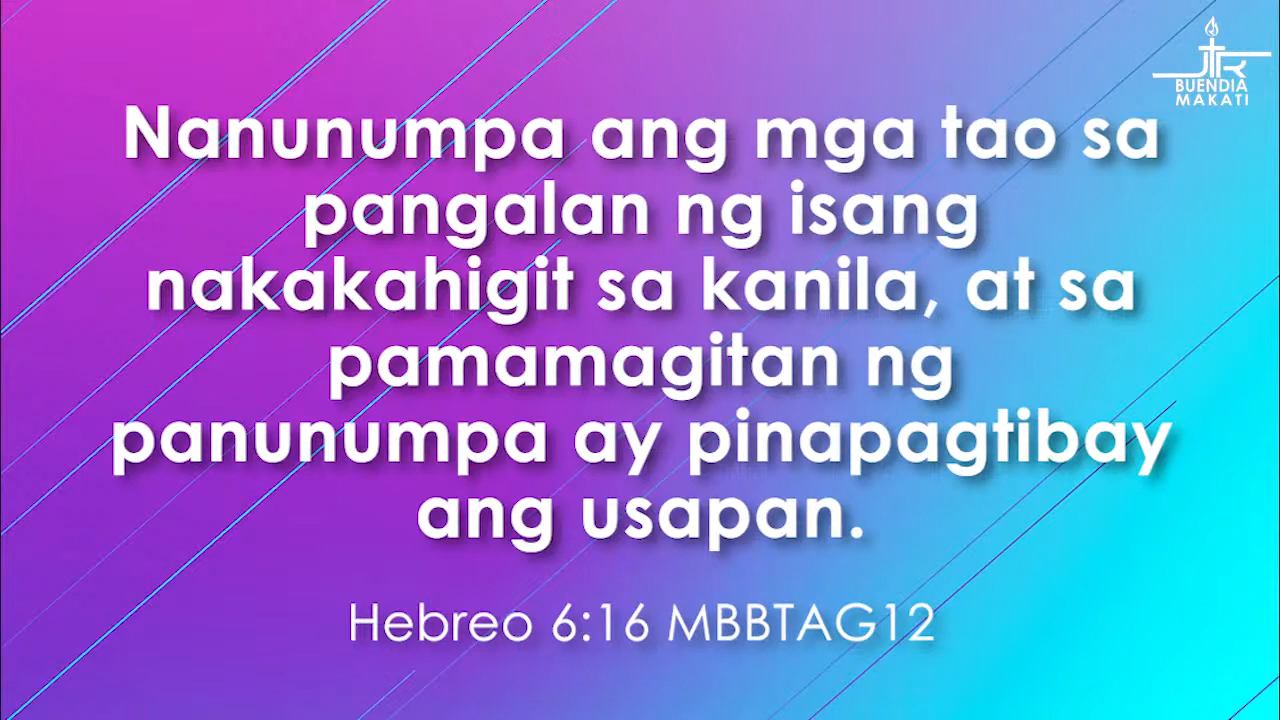 JTR
BUENDIA
MAKATI
Nanunumpa ang mga tao sa
pangalan ng isang
nakakahigit sa kanila, at sa
pamamagitan ng
panunumpa ay pinapagtibay
ang usapan.
Hebreo 6:16 MBBTAG12